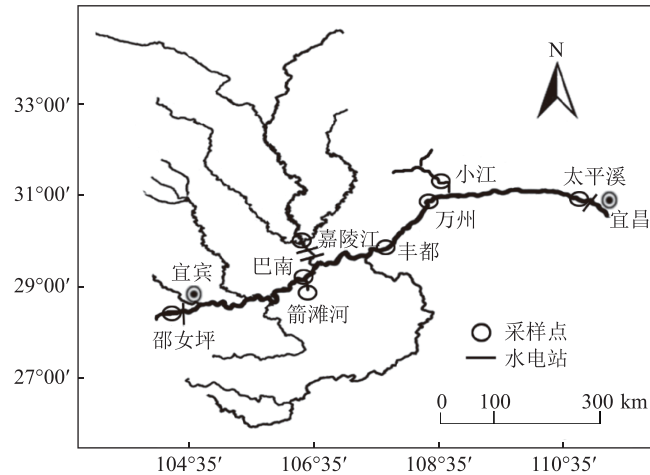 N
33°00′
31°00′
29°00′
27°00′
小江
太平溪
万州
宜昌
嘉陵江
丰都
巴南
宜宾
箭滩河
邵女坪
采样点
水电站
0 100 300 km
104°35′ 106°35′ 108°35′ 110°35′